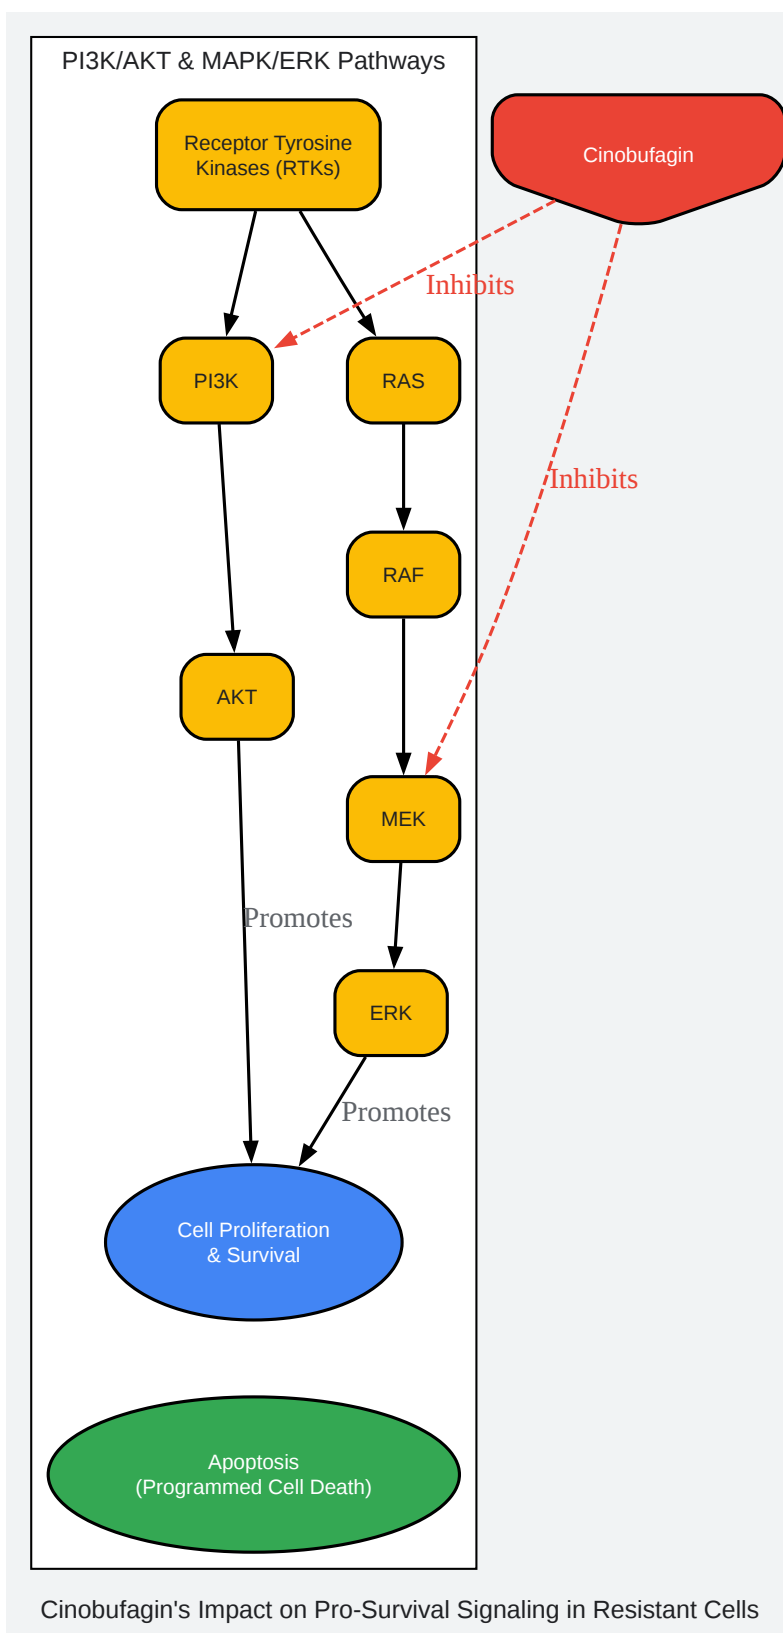 PI3K/AKT & MAPK/ERK Pathways
Receptor Tyrosine
Kinases (RTKs)
Cinobufagin
Inhibits
PI3K
RAS
Inhibits
RAF
AKT
MEK
Promotes
ERK
Promotes
Cell Proliferation
& Survival
Apoptosis
(Programmed Cell Death)
Cinobufagin's Impact on Pro-Survival Signaling in Resistant Cells